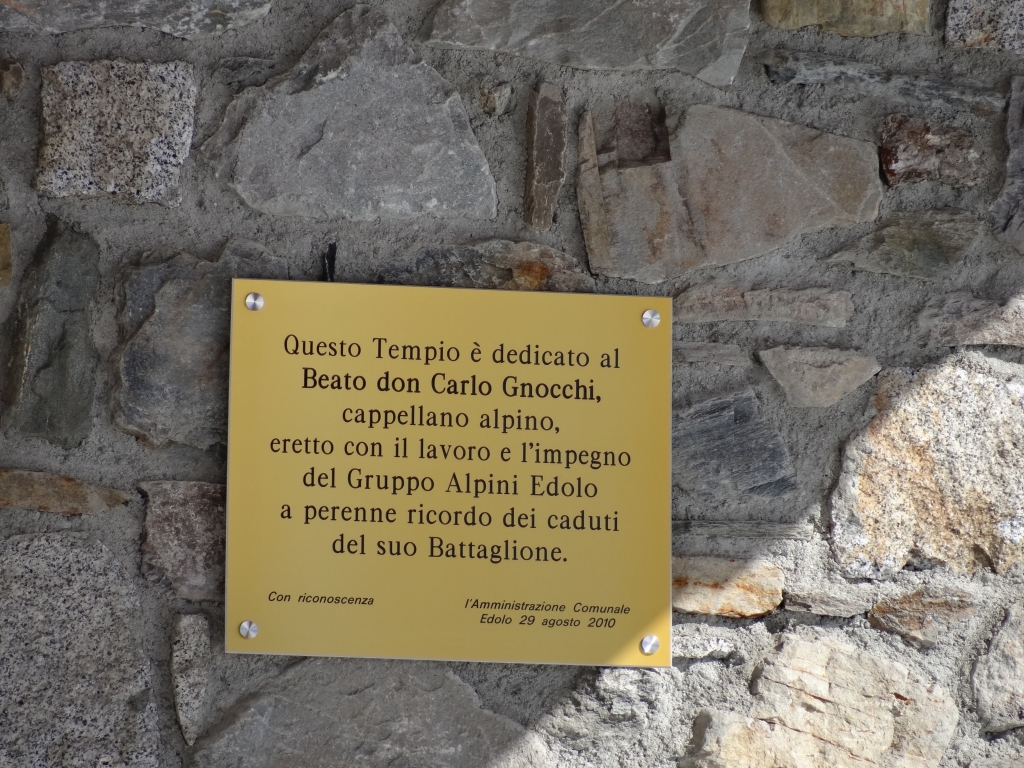 Questo Tempio è dedicato al
Beato don Carlo Gnocchi,
cappellano alpino,
eretto con il lavoro e l'impegno
del Gruppo Alpini Edolo
a perenne ricordo dei caduti
del suo Battaglione.
Con riconoscenza
l'Amministrazione Comunale
Edolo 29 agosto 2010